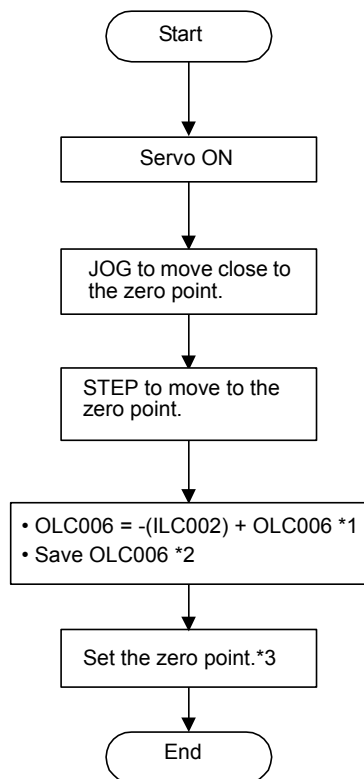 Start
Servo ON
JOG to move close to
the zero point.
STEP to move to the
zero point.
• OLC006 = -(ILC002) + OLC006 *1
• Save OLC006 *2
Set the zero point.*3
End